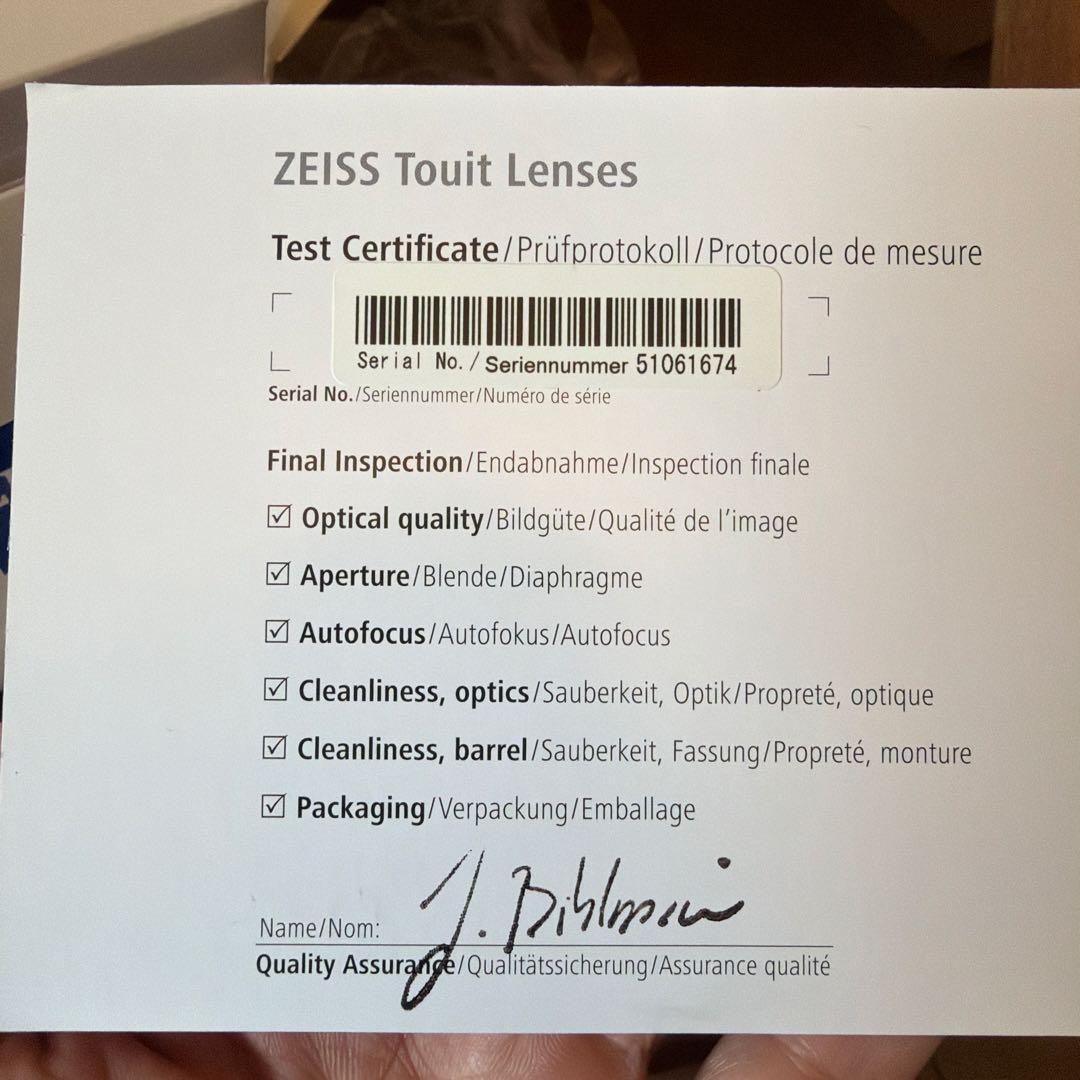 ZEISS Touit Lenses
Test Certificate/Prüfprotokoll/Protocole de mesure
Serial No./Seriennummer 51061674
Serial No./Seriennummer/Numéro de série
Final Inspection/Endabnahme/Inspection finale
☑ Optical quality/Bildgüte/Qualité de l'image
☑ Aperture/Blende/Diaphragme
☑ Autofocus/Autofokus/Autofocus
☑ Cleanliness, optics/Sauberkeit, Optik/Propreté, optique
☑ Cleanliness, barrel/Sauberkeit, Fassung/Propreté, monture
☑ Packaging/Verpackung/Emballage
Name/Nom: J.
Quality Assurance/Qualitätssicherung/Assurance qualité